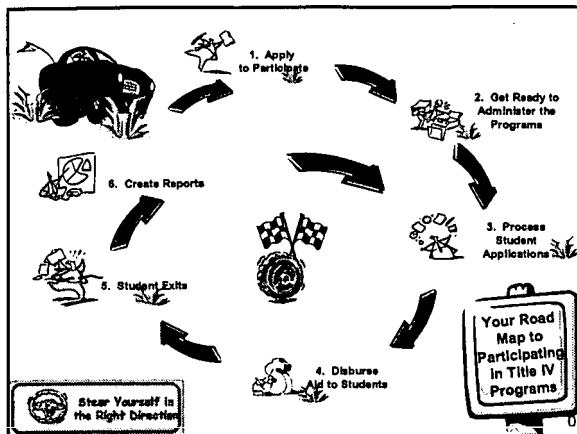 1. Apply
to Participate
2. Get Ready to
Administer the
Programs
3. Process
Student
Applications
4. Disburse
Aid to Students
5. Student Exits
6. Create Reports
Your Road
Map to
Participating
in Title IV
Programs
Steer Yourself in
the Right Direction
0